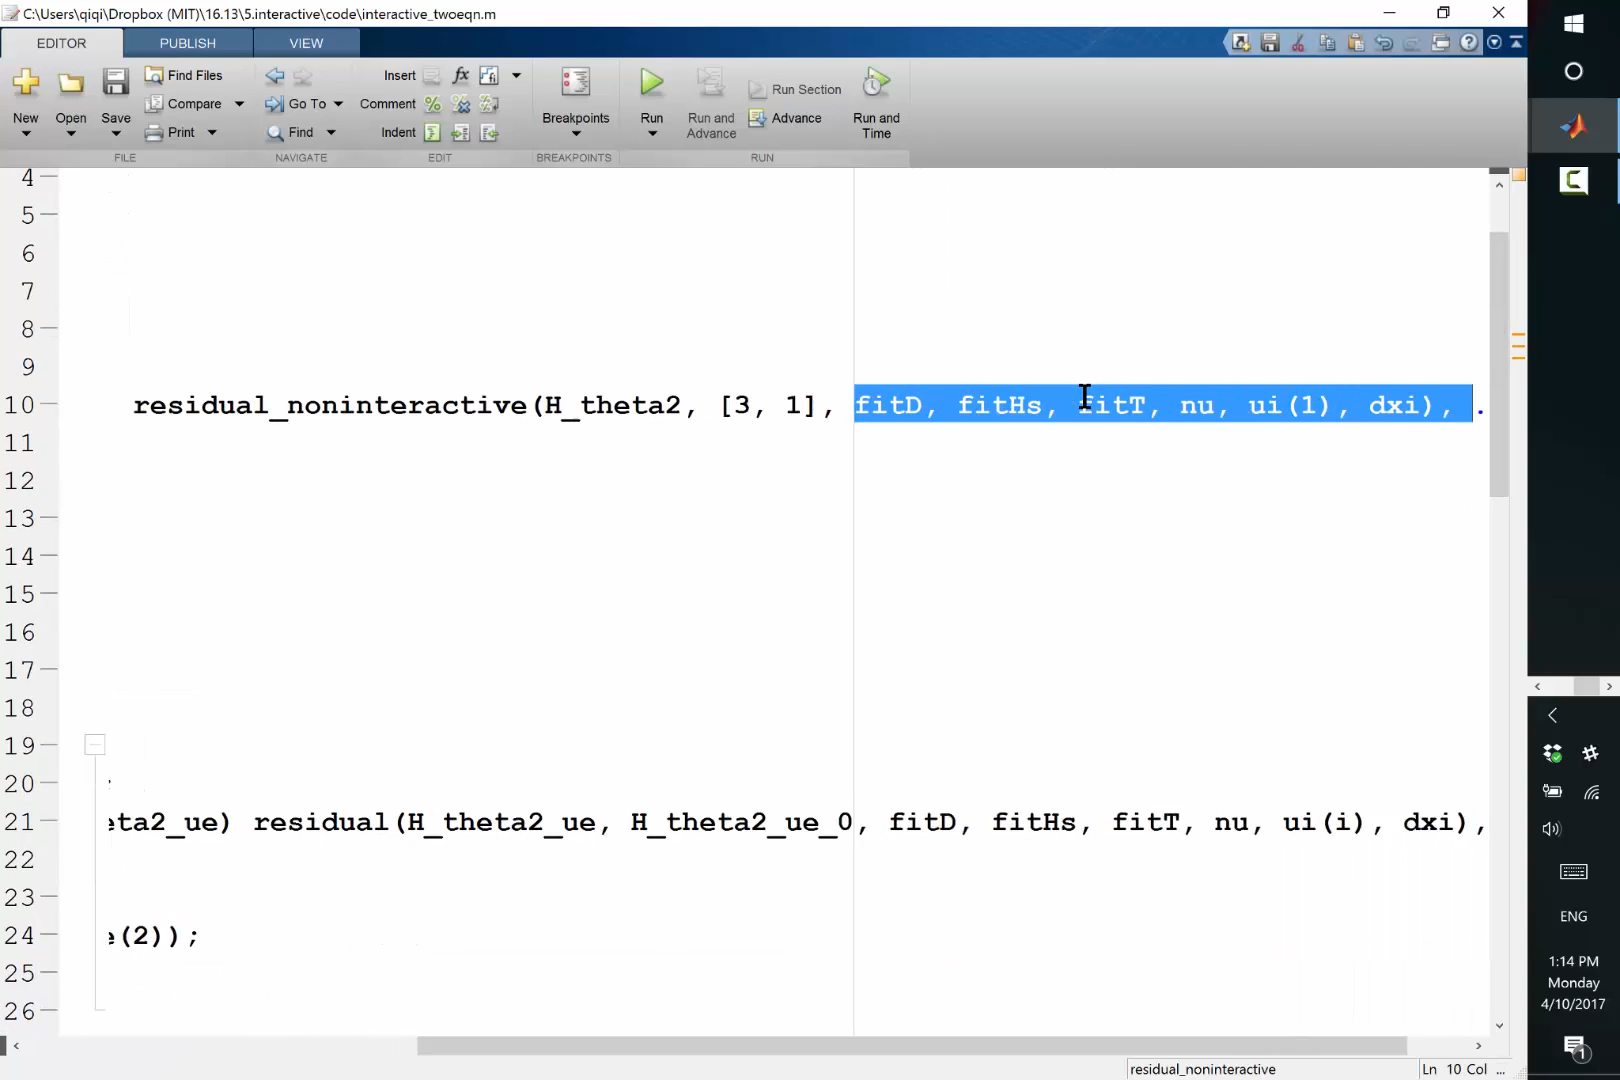 C:\Users\qiqi\Dropbox (MIT)\16.13\5.interactive\code\interactive_twoeqn.m
EDITOR PUBLISH VIEW
New
Open
Save
Find Files
Compare
Print
FILE
Go To
Find
NAVIGATE
Insert
fx
Comment
Indent
EDIT
Breakpoints
BREAKPOINTS
Run
Run and Advance
Run Section
Advance
Run and Time
RUN
4
5
6
7
8
9
10 residual_noninteractive(H_theta2, [3, 1], fitD, fitHs, fitT, nu, ui(1), dxi), .
11
12
13
14
15
16
17
18
19
20 ;
21 eta2_ue) residual(H_theta2_ue, H_theta2_ue_0, fitD, fitHs, fitT, nu, ui(i), dxi),
22
23
24 e(2));
25
26
residual_noninteractive
Ln 10 Col ...
ENG
1:14 PM
Monday
4/10/2017
1